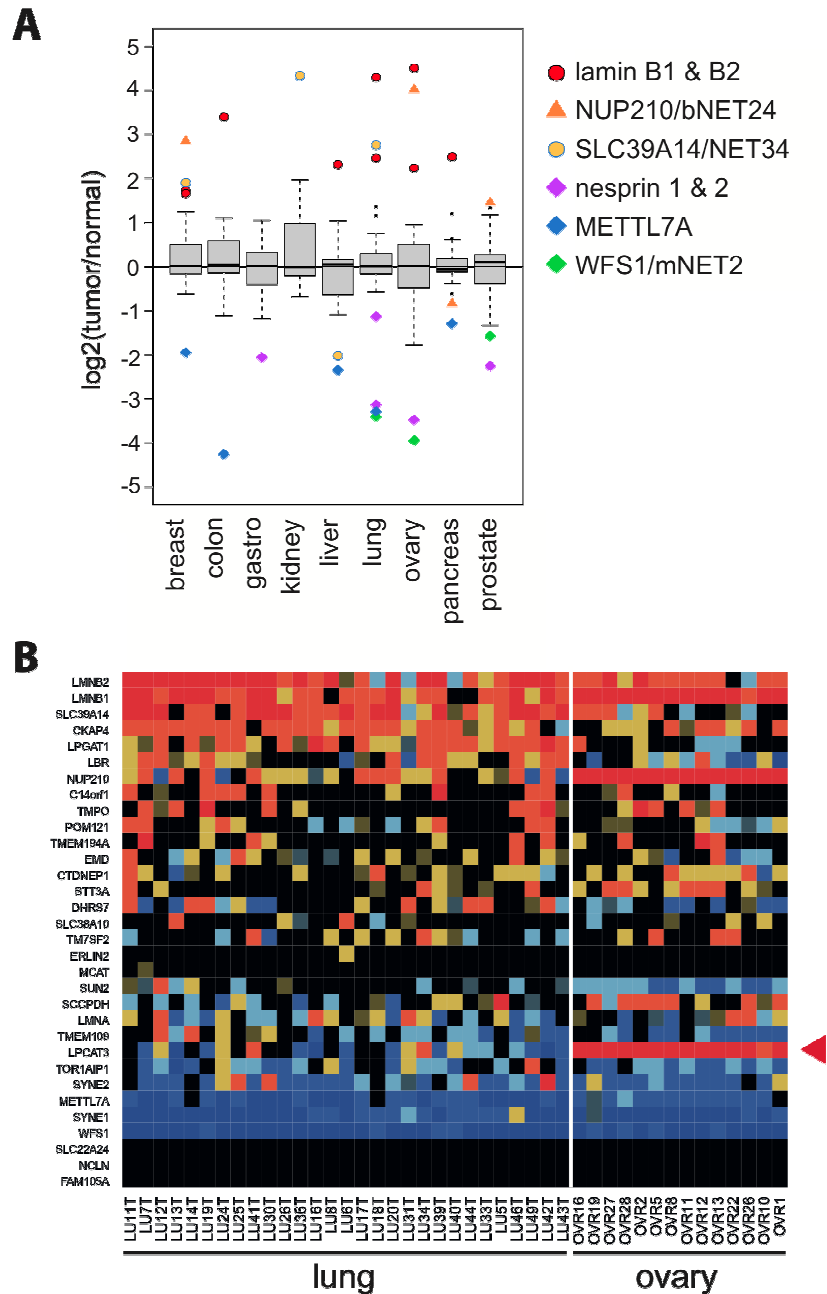 A
5
4
3
2
1
0
-1
-2
-3
-4
-5
log2(tumor/normal)
breast
colon
gastro
kidney
liver
lung
ovary
pancreas
prostate
lamin B1 & B2
NUP210/bNET24
SLC39A14/NET34
nesprin 1 & 2
METTL7A
WFS1/mNET2
B
LMNB2
LMNB1
SLC39A14
CKAP4
LPGAT1
LBR
NUP210
C14orf1
TMPO
POM121
TMEM194A
EMD
CTDNEP1
STT3A
DHRS7
SLC38A10
TM7SF2
ERLIN2
MCAT
SUN2
SCCPDH
LMNA
TMEM109
LPCAT3
TOR1AIP1
SYNE2
METTL7A
SYNE1
WFS1
SLC22A24
NCLN
FAM105A
LU11T
LU7T
LU12T
LU13T
LU14T
LU19T
LU24T
LU25T
LU41T
LU30T
LU26T
LU36T
LU16T
LU8T
LU6T
LU17T
LU18T
LU20T
LU31T
LU34T
LU39T
LU40T
LU44T
LU33T
LU5T
LU46T
LU49T
LU42T
LU43T
OVR16
OVR19
OVR27
OVR28
OVR2
OVR5
OVR8
OVR11
OVR12
OVR13
OVR22
OVR26
OVR10
OVR1
lung
ovary